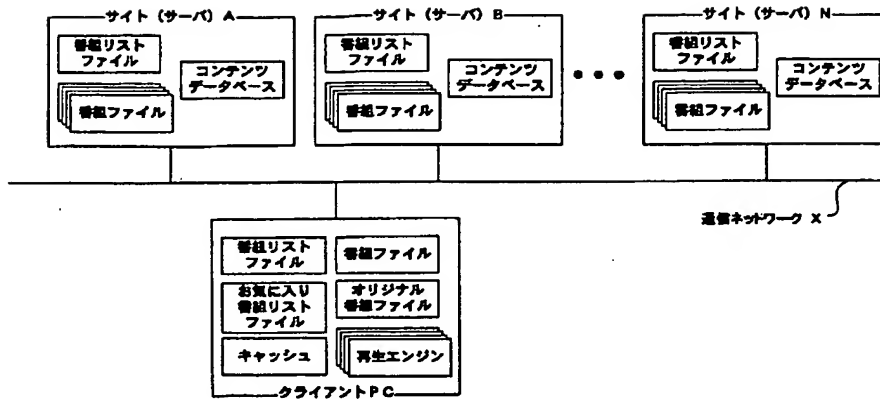 サイト（サーバ）A
番組リスト
ファイル
コンテンツ
データベース
番組ファイル
サイト（サーバ）B
番組リスト
ファイル
コンテンツ
データベース
番組ファイル
サイト（サーバ）N
番組リスト
ファイル
コンテンツ
データベース
番組ファイル
通信ネットワーク X
番組リスト
ファイル
番組ファイル
お気に入り
番組リスト
ファイル
オリジナル
番組ファイル
キャッシュ
再生エンジン
クライアントPC